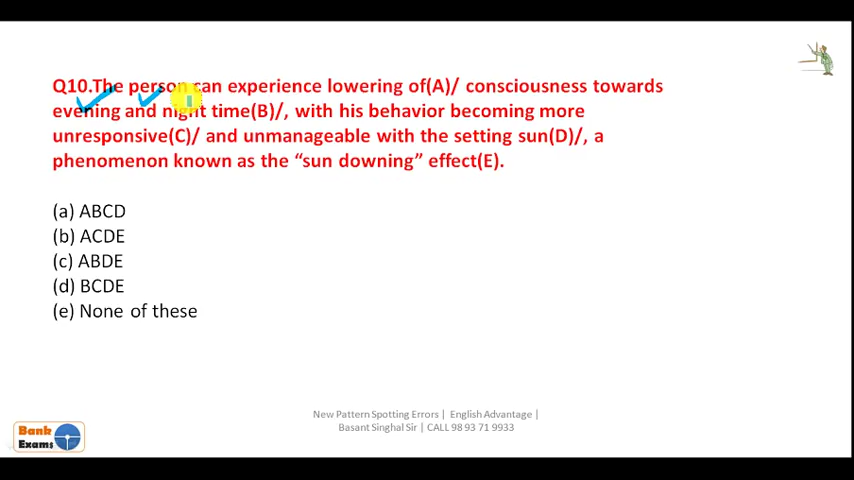 Q10.The person can experience lowering of(A)/ consciousness towards
evening and night time(B)/, with his behavior becoming more
unresponsive(C)/ and unmanageable with the setting sun(D)/, a
phenomenon known as the “sun downing” effect(E).
(a) ABCD
(b) ACDE
(c) ABDE
(d) BCDE
(e) None of these
New Pattern Spotting Errors | English Advantage |
Basant Singhal Sir | CALL 98 93 71 9933
Bank
Exams